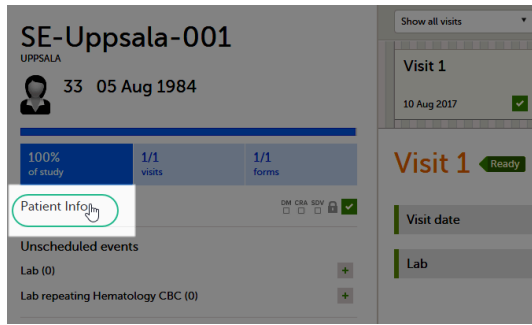 SE-Uppsala-001
UPPSALA
33 05 Aug 1984
100% of study
1/1 visits
1/1 forms
Patient Info
DM CRA SDV
Unscheduled events
Lab (0)
+
Lab repeating Hematology CBC (0)
+
Show all visits
Visit 1
10 Aug 2017
Visit 1 Ready
Visit date
Lab